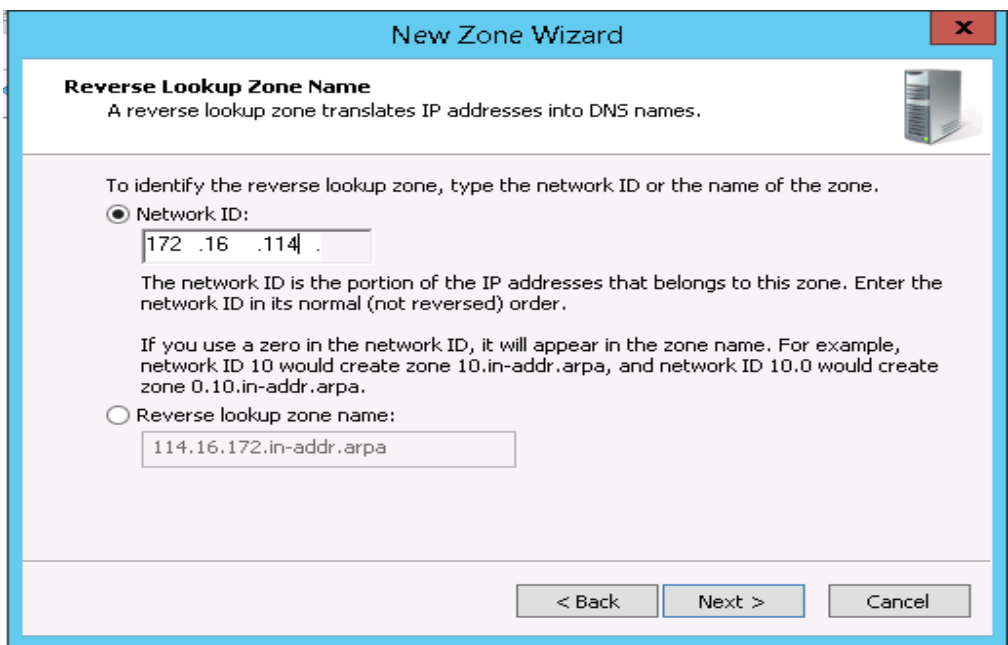 New Zone Wizard
x
Reverse Lookup Zone Name
A reverse lookup zone translates IP addresses into DNS names.
To identify the reverse lookup zone, type the network ID or the name of the zone.
Network ID:
172 .16 .114 .
The network ID is the portion of the IP addresses that belongs to this zone. Enter the
network ID in its normal (not reversed) order.
If you use a zero in the network ID, it will appear in the zone name. For example,
network ID 10 would create zone 10.in-addr.arpa, and network ID 10.0 would create
zone 0.10.in-addr.arpa.
Reverse lookup zone name:
114.16.172.in-addr.arpa
< Back Next > Cancel